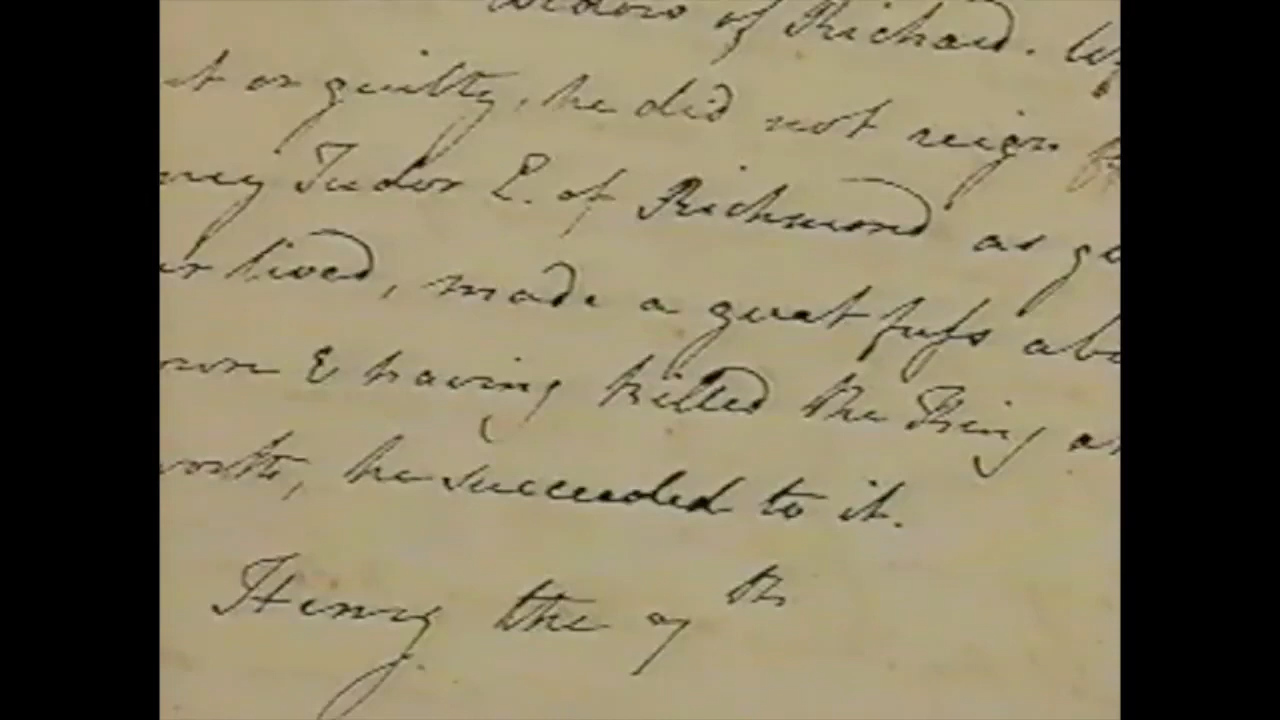 of Richard.
or guilty, he did not reign
Tudor E. of Richmond as
lived, made a great fuſs
& having killed the King
he succeeded to it.
Henry the 7th